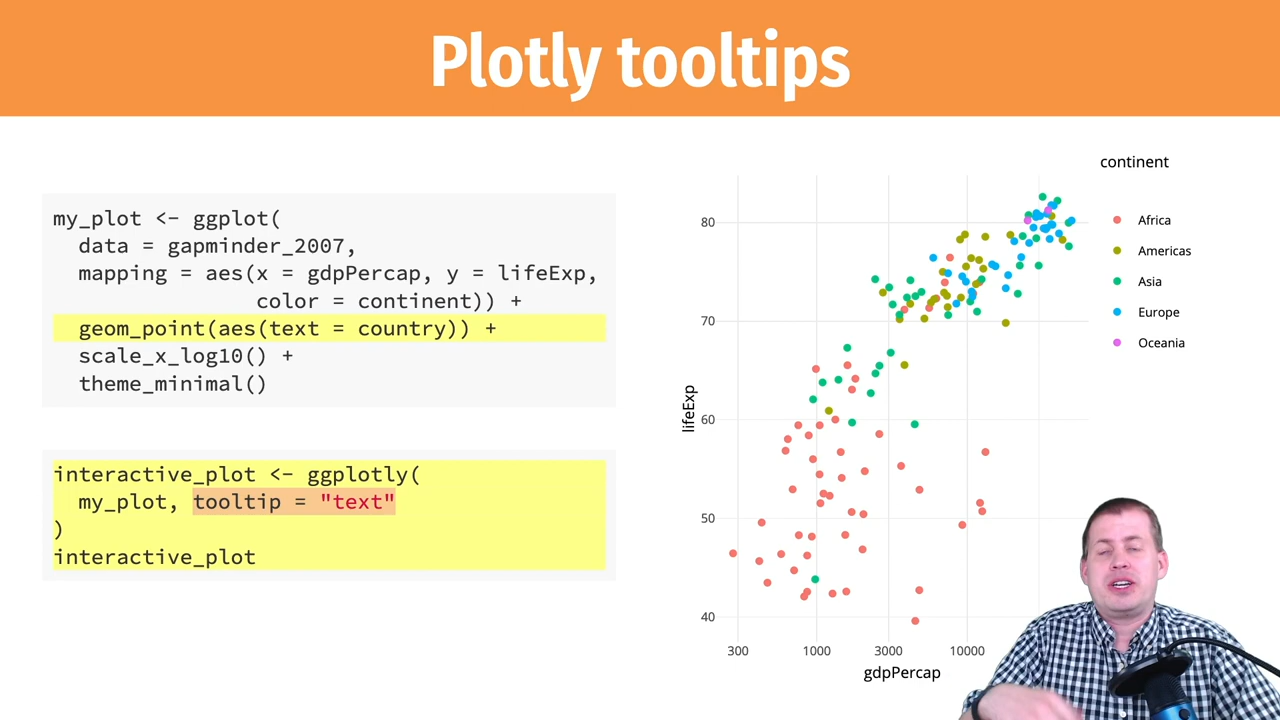 Plotly tooltips
my_plot <- ggplot(
  data = gapminder_2007,
  mapping = aes(x = gdpPercap, y = lifeExp,
                color = continent)) +
  geom_point(aes(text = country)) +
  scale_x_log10() +
  theme_minimal()
interactive_plot <- ggplotly(
  my_plot, tooltip = "text"
)
interactive_plot
continent
Africa
Americas
Asia
Europe
Oceania
lifeExp
80
70
60
50
40
300 1000 3000 10000
gdpPercap